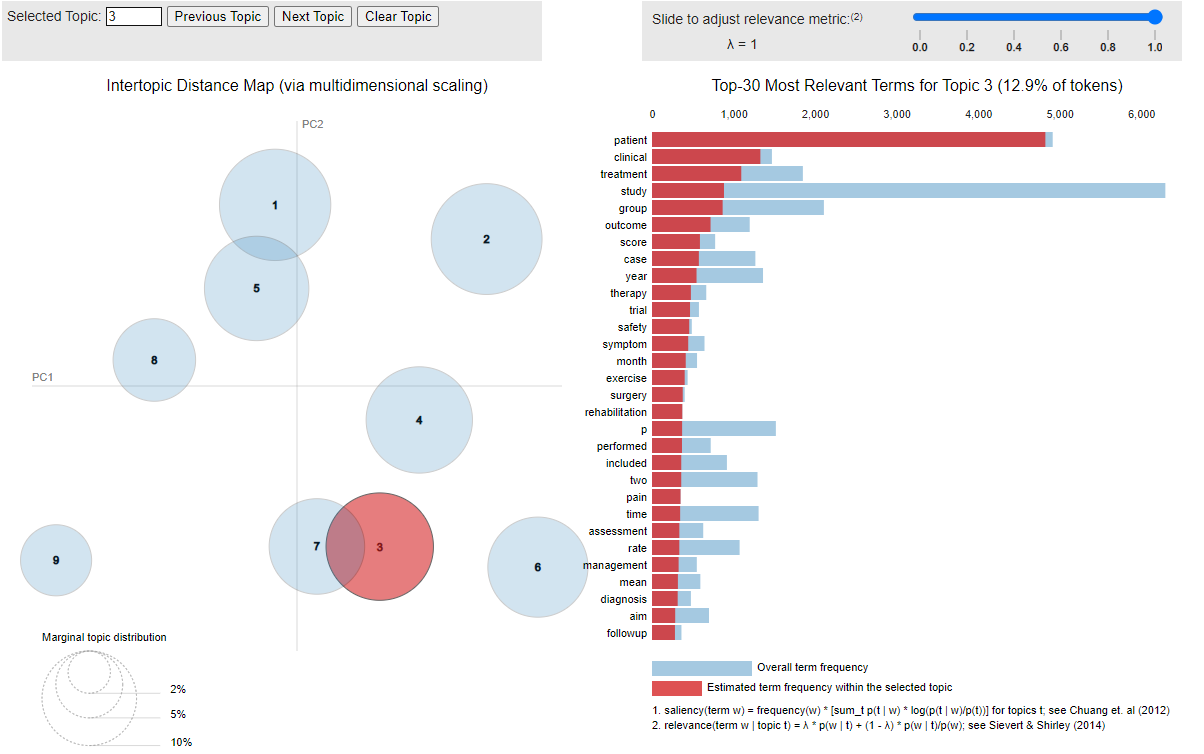 Selected Topic: 3 Previous Topic Next Topic Clear Topic
Slide to adjust relevance metric:(2)
λ = 1
0.0 0.2 0.4 0.6 0.8 1.0
Intertopic Distance Map (via multidimensional scaling)
PC2
PC1
1
2
5
8
4
7
3
6
9
Marginal topic distribution
2%
5%
10%
Top-30 Most Relevant Terms for Topic 3 (12.9% of tokens)
0 1,000 2,000 3,000 4,000 5,000 6,000
patient
clinical
treatment
study
group
outcome
score
case
year
therapy
trial
safety
symptom
month
exercise
surgery
rehabilitation
p
performed
included
two
pain
time
assessment
rate
management
mean
diagnosis
aim
followup
Overall term frequency
Estimated term frequency within the selected topic
1. saliency(term w) = frequency(w) * [sum_t p(t | w) * log(p(t | w)/p(t))] for topics t; see Chuang et. al (2012)
2. relevance(term w | topic t) = λ * p(w | t) + (1 - λ) * p(w | t)/p(w); see Sievert & Shirley (2014)